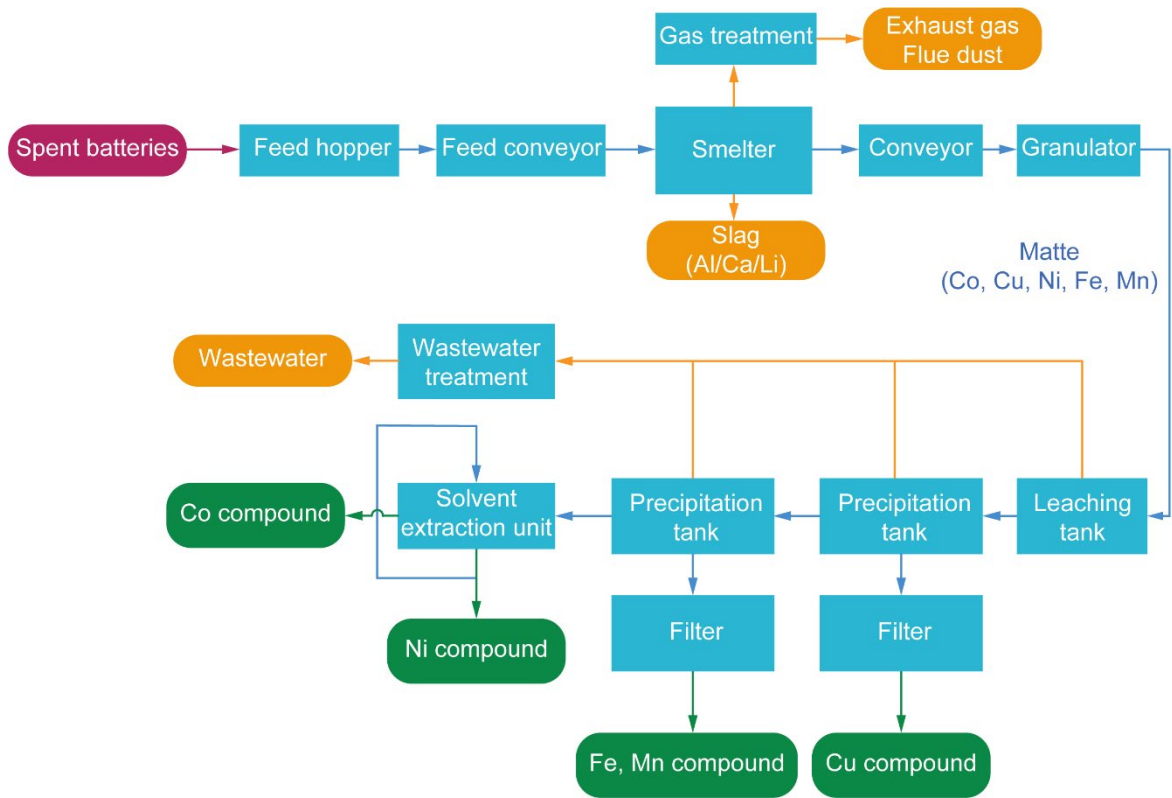 Gas treatment
Exhaust gas
Flue dust
Spent batteries
Feed hopper
Feed conveyor
Smelter
Conveyor
Granulator
Slag
(Al/Ca/Li)
Matte
(Co, Cu, Ni, Fe, Mn)
Wastewater
Wastewater
treatment
Co compound
Solvent
extraction unit
Precipitation
tank
Precipitation
tank
Leaching
tank
Ni compound
Filter
Filter
Fe, Mn compound
Cu compound